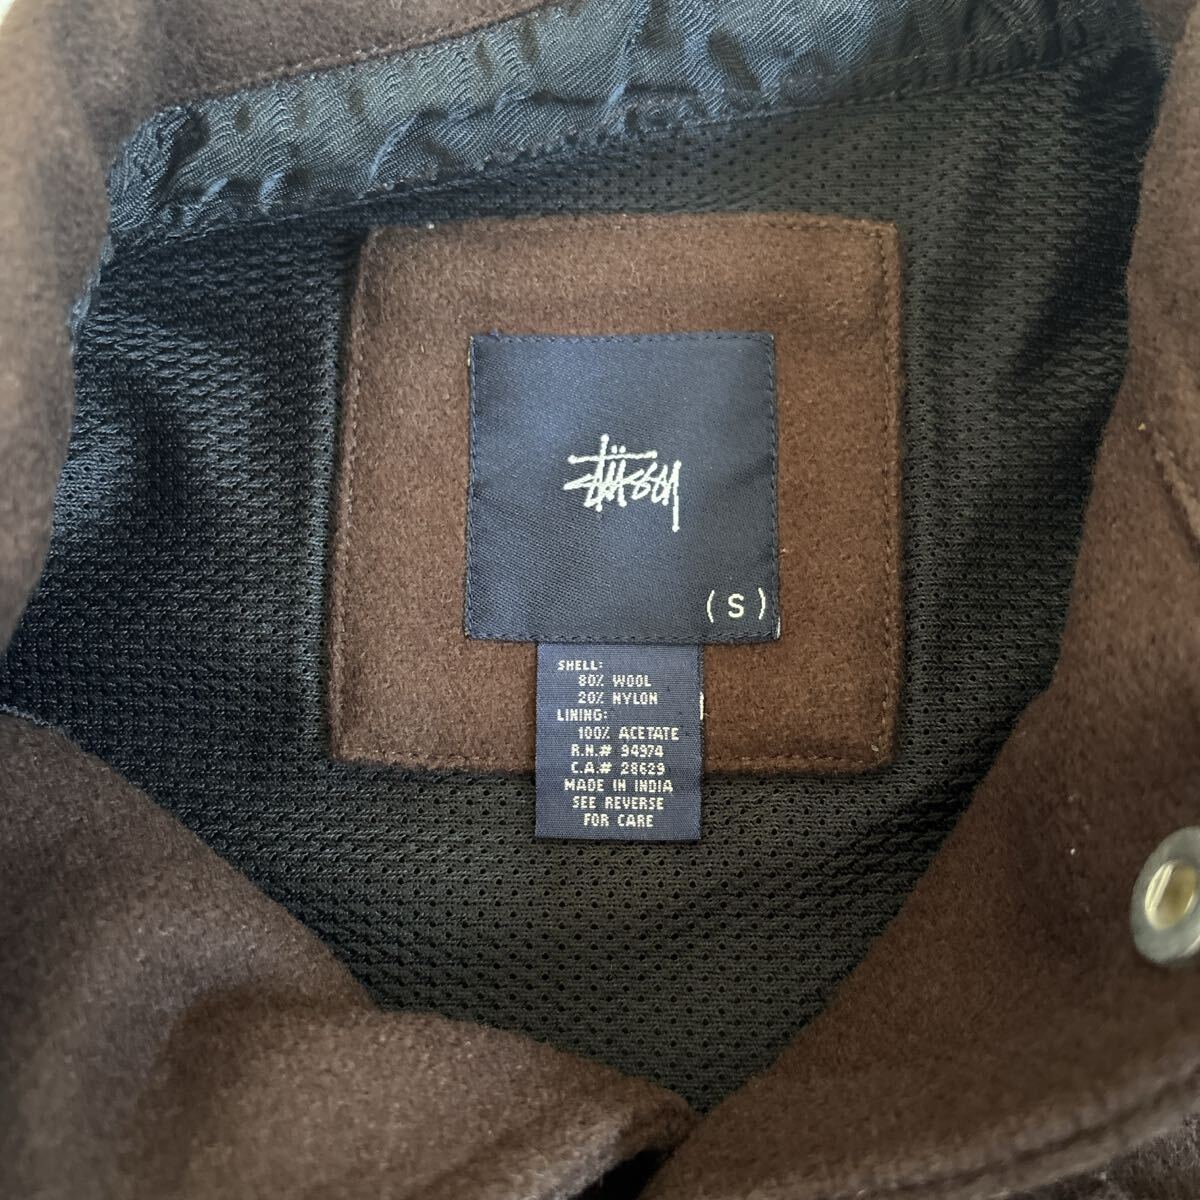 Stüssy
(S)
SHELL:
80% WOOL
20% NYLON
LINING:
100% ACETATE
R.N.# 94974
C.A.# 28629
MADE IN INDIA
SEE REVERSE
FOR CARE